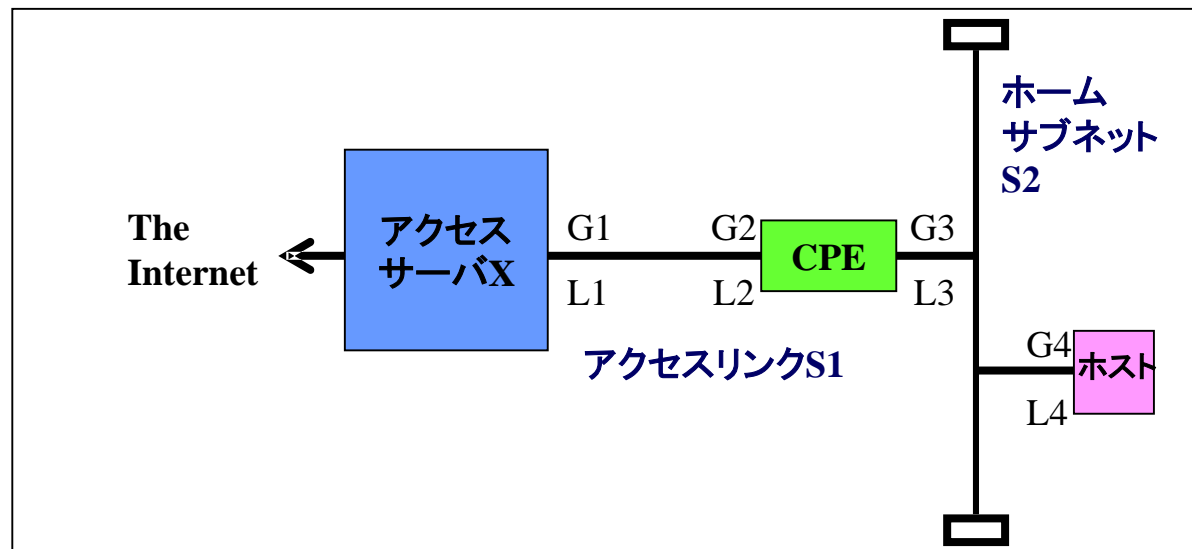 ホーム
サブネット
S2
The
Internet
アクセス
サーバX
G1
L1
G2
L2
CPE
G3
L3
アクセスリンクS1
G4
L4
ホスト